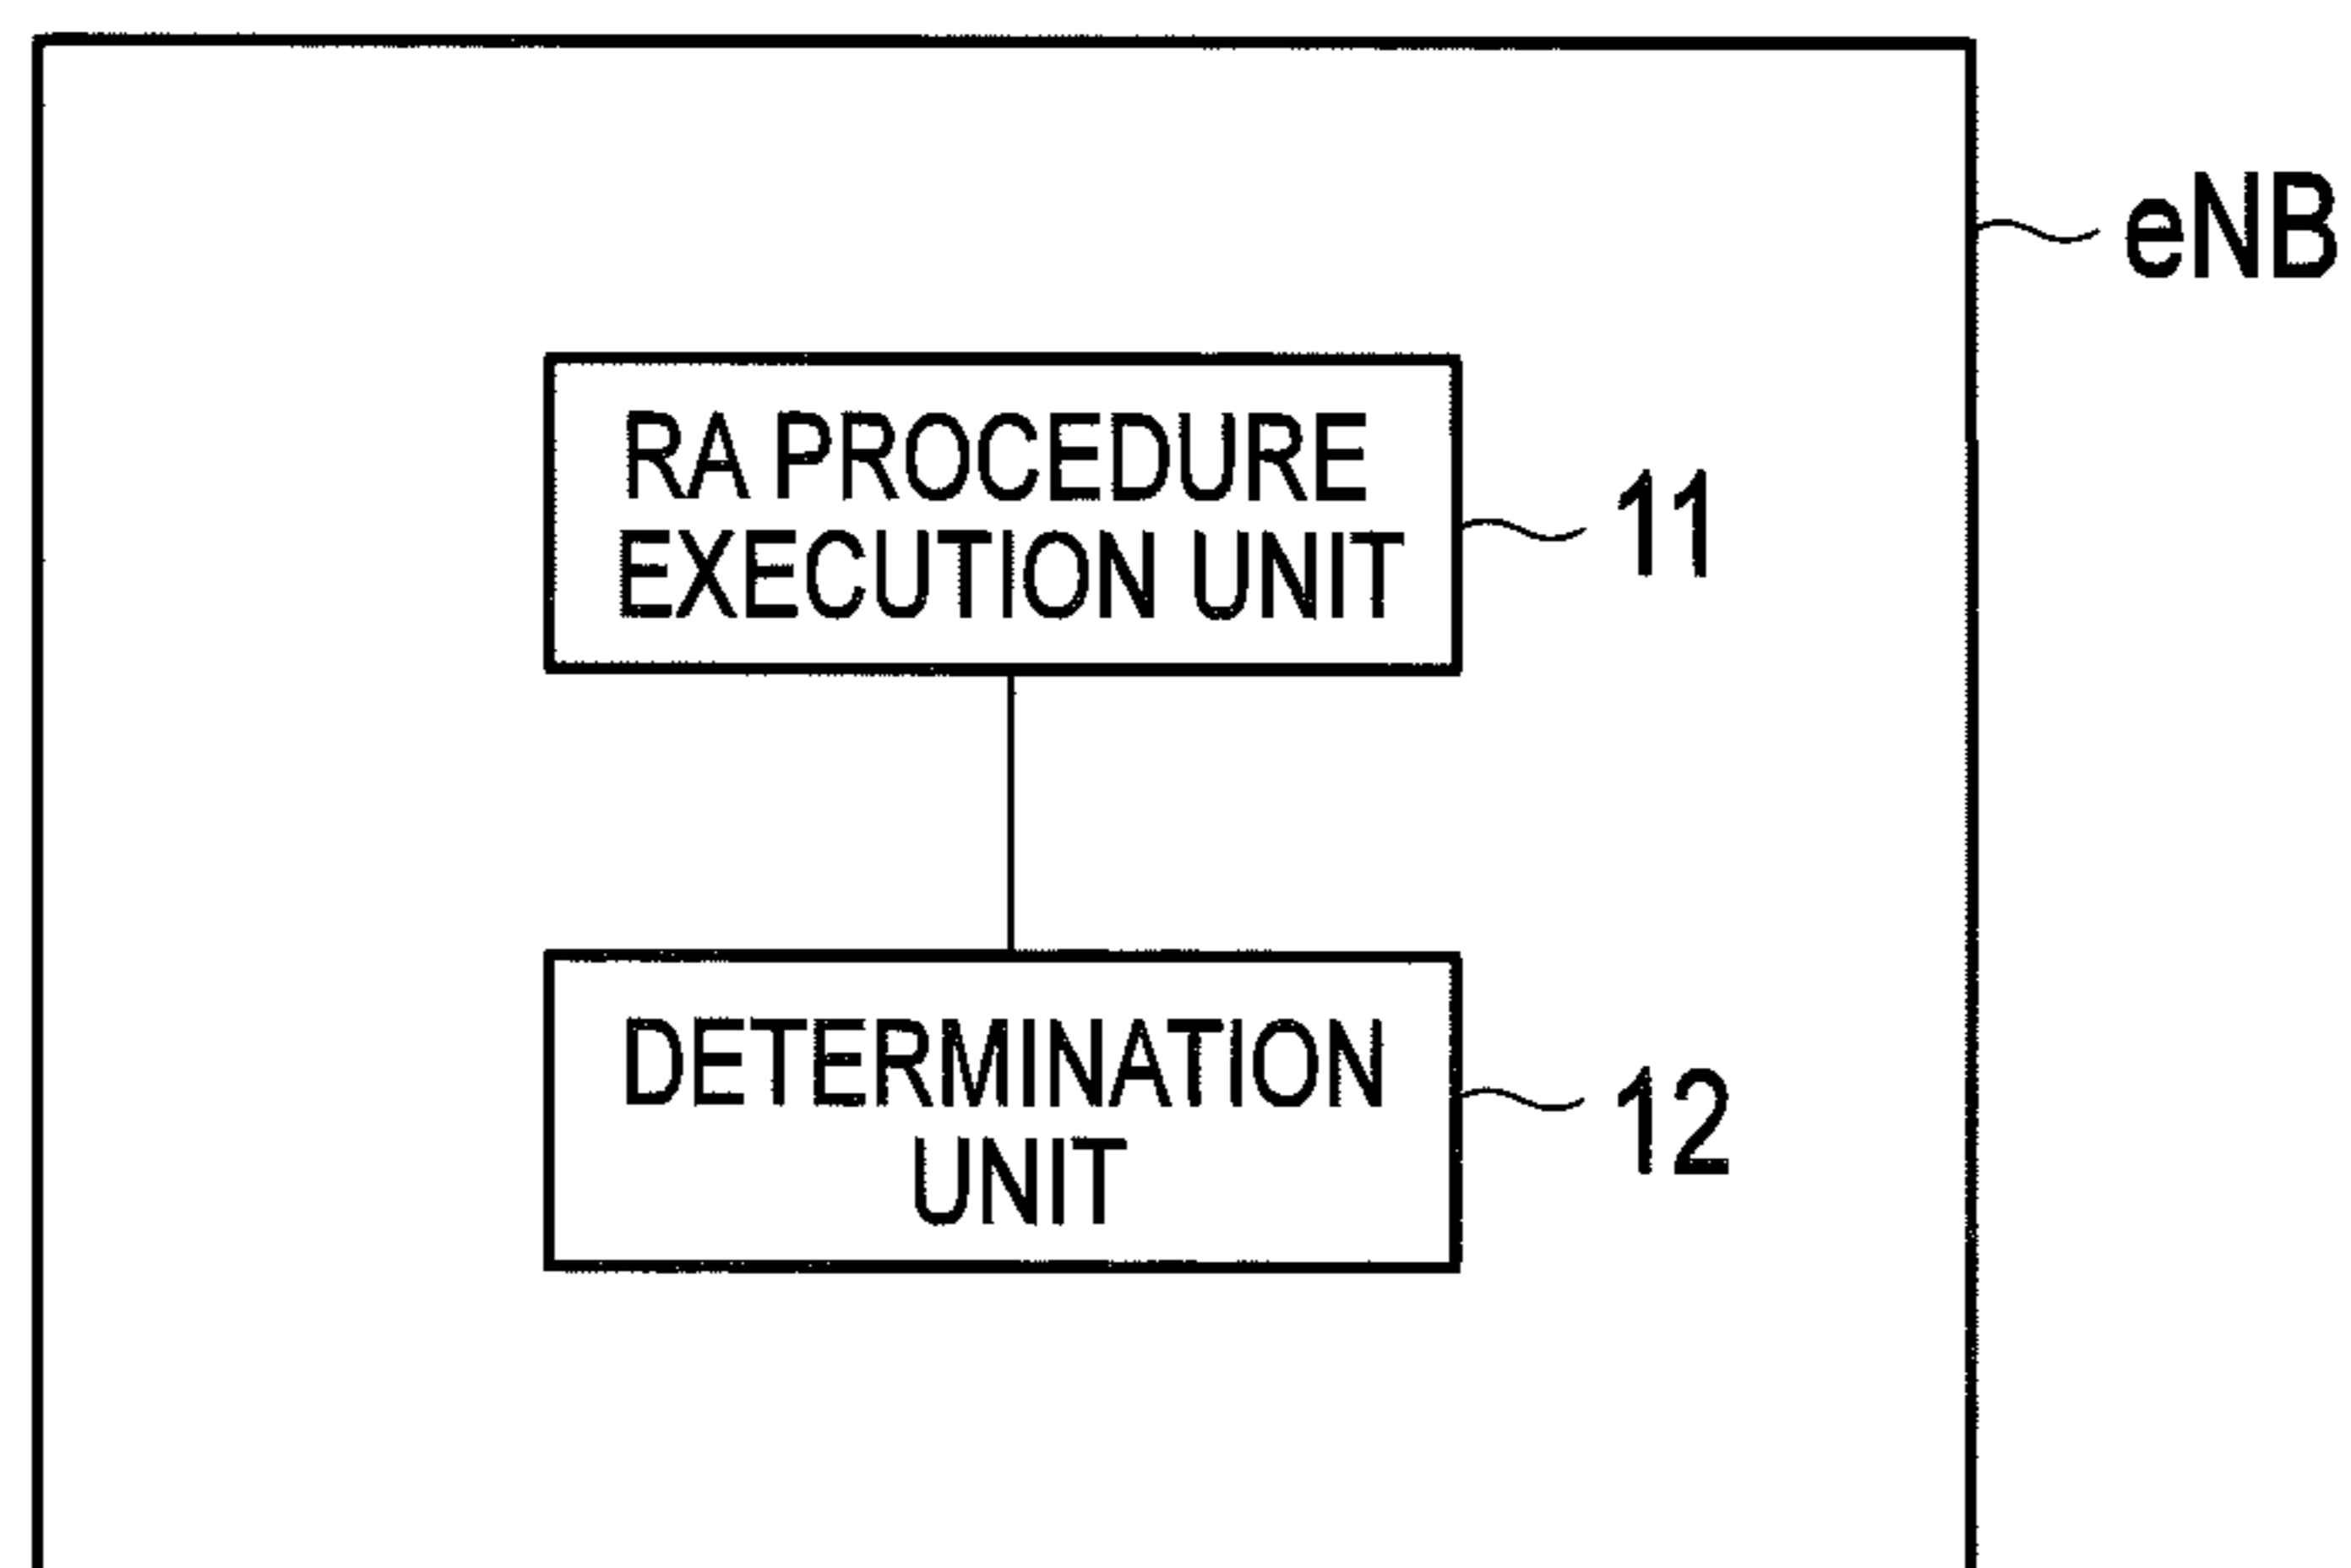 eNB
RA PROCEDURE
EXECUTION UNIT
11
DETERMINATION
UNIT
12